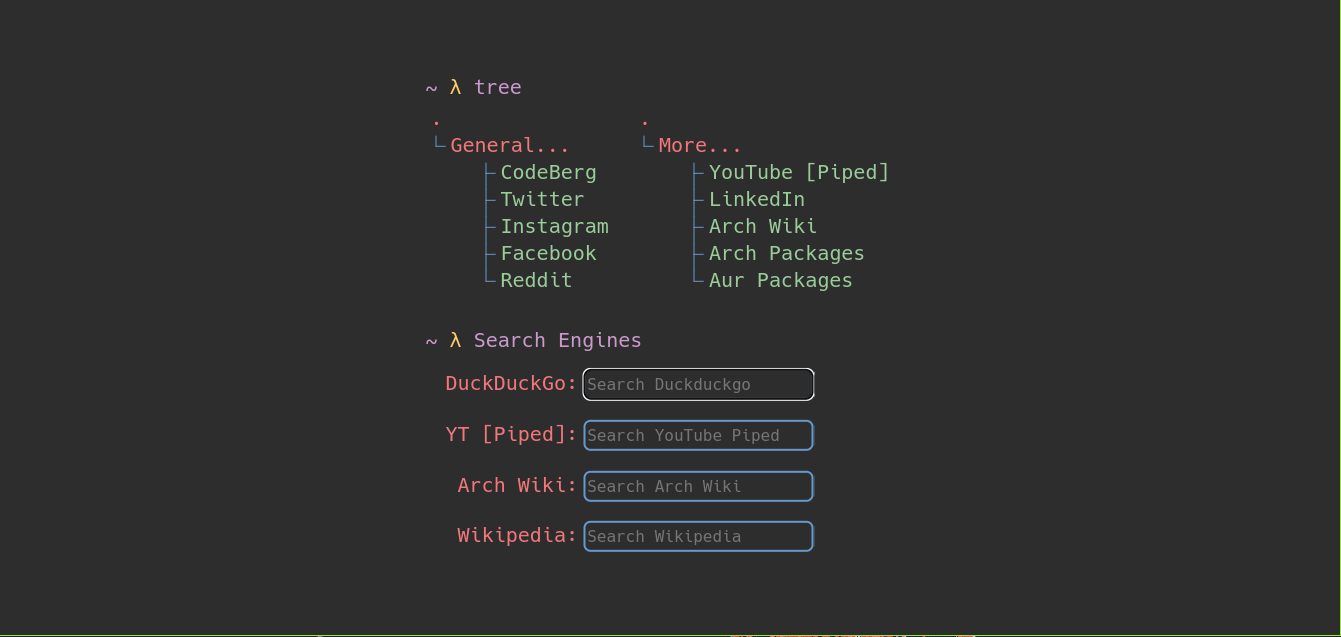 ~ λ tree
. .
└ General... └ More...
├ CodeBerg ├ YouTube [Piped]
├ Twitter ├ LinkedIn
├ Instagram ├ Arch Wiki
├ Facebook ├ Arch Packages
└ Reddit └ Aur Packages
~ λ Search Engines
DuckDuckGo: Search Duckduckgo
YT [Piped]: Search YouTube Piped
Arch Wiki: Search Arch Wiki
Wikipedia: Search Wikipedia